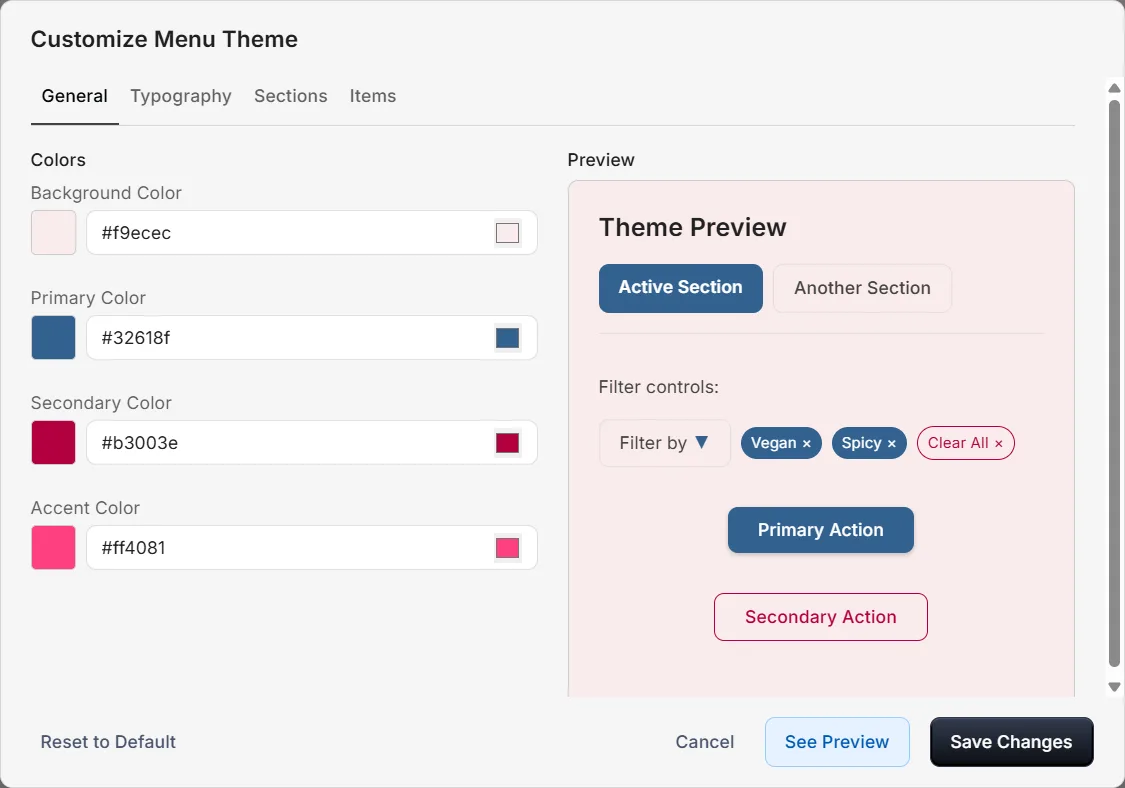 Customize Menu Theme
General Typography Sections Items
Colors
Background Color
#f9ecec
Primary Color
#32618f
Secondary Color
#b3003e
Accent Color
#ff4081
Preview
Theme Preview
Active Section Another Section
Filter controls:
Filter by ▼ Vegan × Spicy × Clear All ×
Primary Action
Secondary Action
Reset to Default Cancel See Preview Save Changes